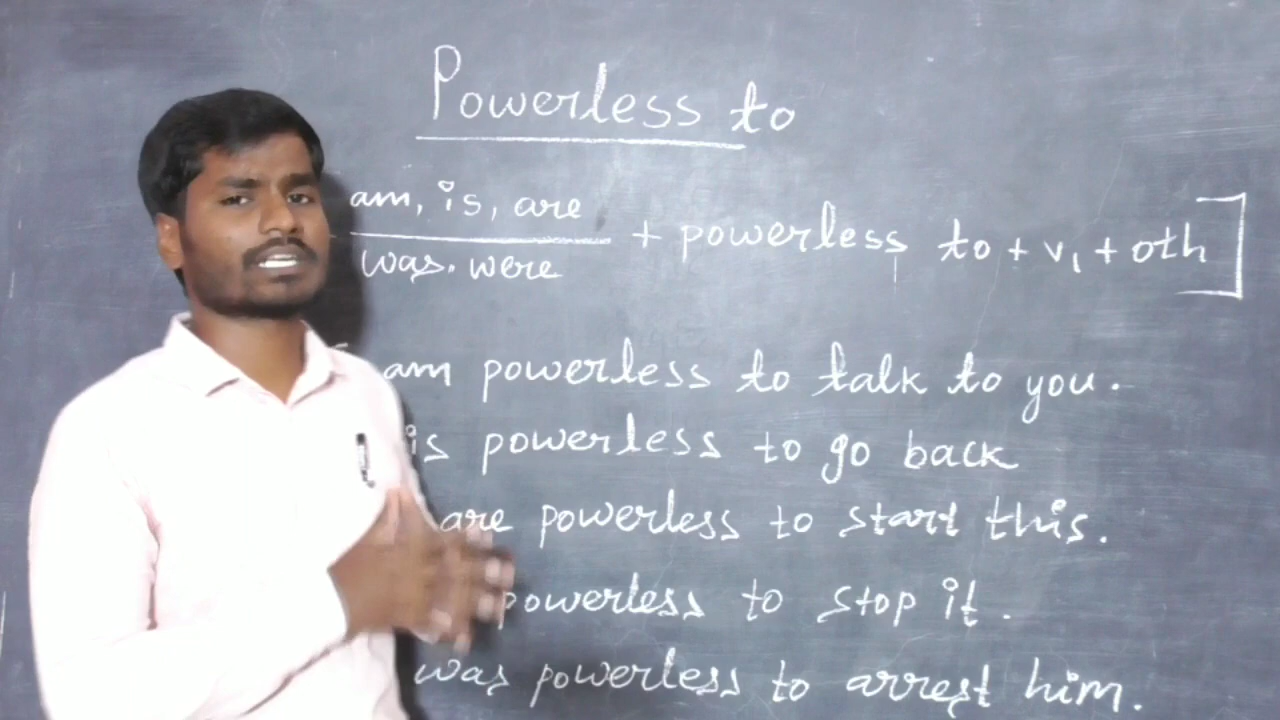 Powerless to
am, is, are
was. were
+ powerless to + v1 + oth]
am powerless to talk to you.
is powerless to go back
are powerless to start this.
powerless to stop it.
was powerless to arrest him.